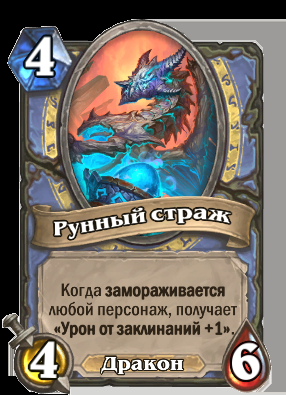 4
Рунный страж
Когда замораживается
любой персонаж, получает
«Урон от заклинаний +1».
4
Дракон
6